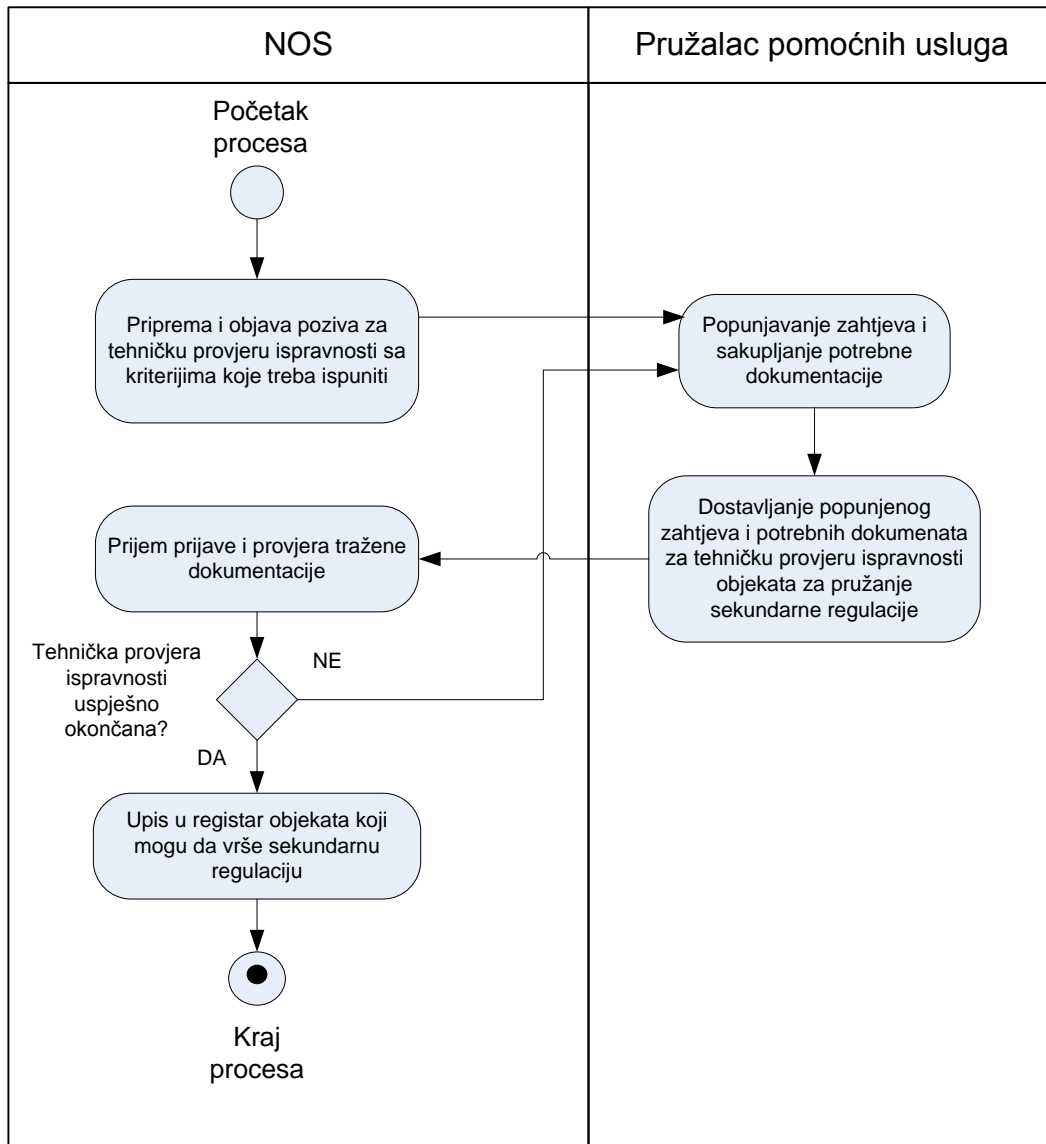 NOS
Pružalac pomoćnih usluga
Početak
procesa
Priprema i objava poziva za
tehničku provjeru ispravnosti sa
kriterijima koje treba ispuniti
Popunjavanje zahtjeva i
sakupljanje potrebne
dokumentacije
Dostavljanje popunjenog
zahtjeva i potrebnih dokumenata
za tehničku provjeru ispravnosti
objekata za pružanje
sekundarne regulacije
Prijem prijave i provjera tražene
dokumentacije
Tehnička provjera
ispravnosti
uspješno
okončana?
NE
DA
Upis u registar objekata koji
mogu da vrše sekundarnu
regulaciju
Kraj
procesa